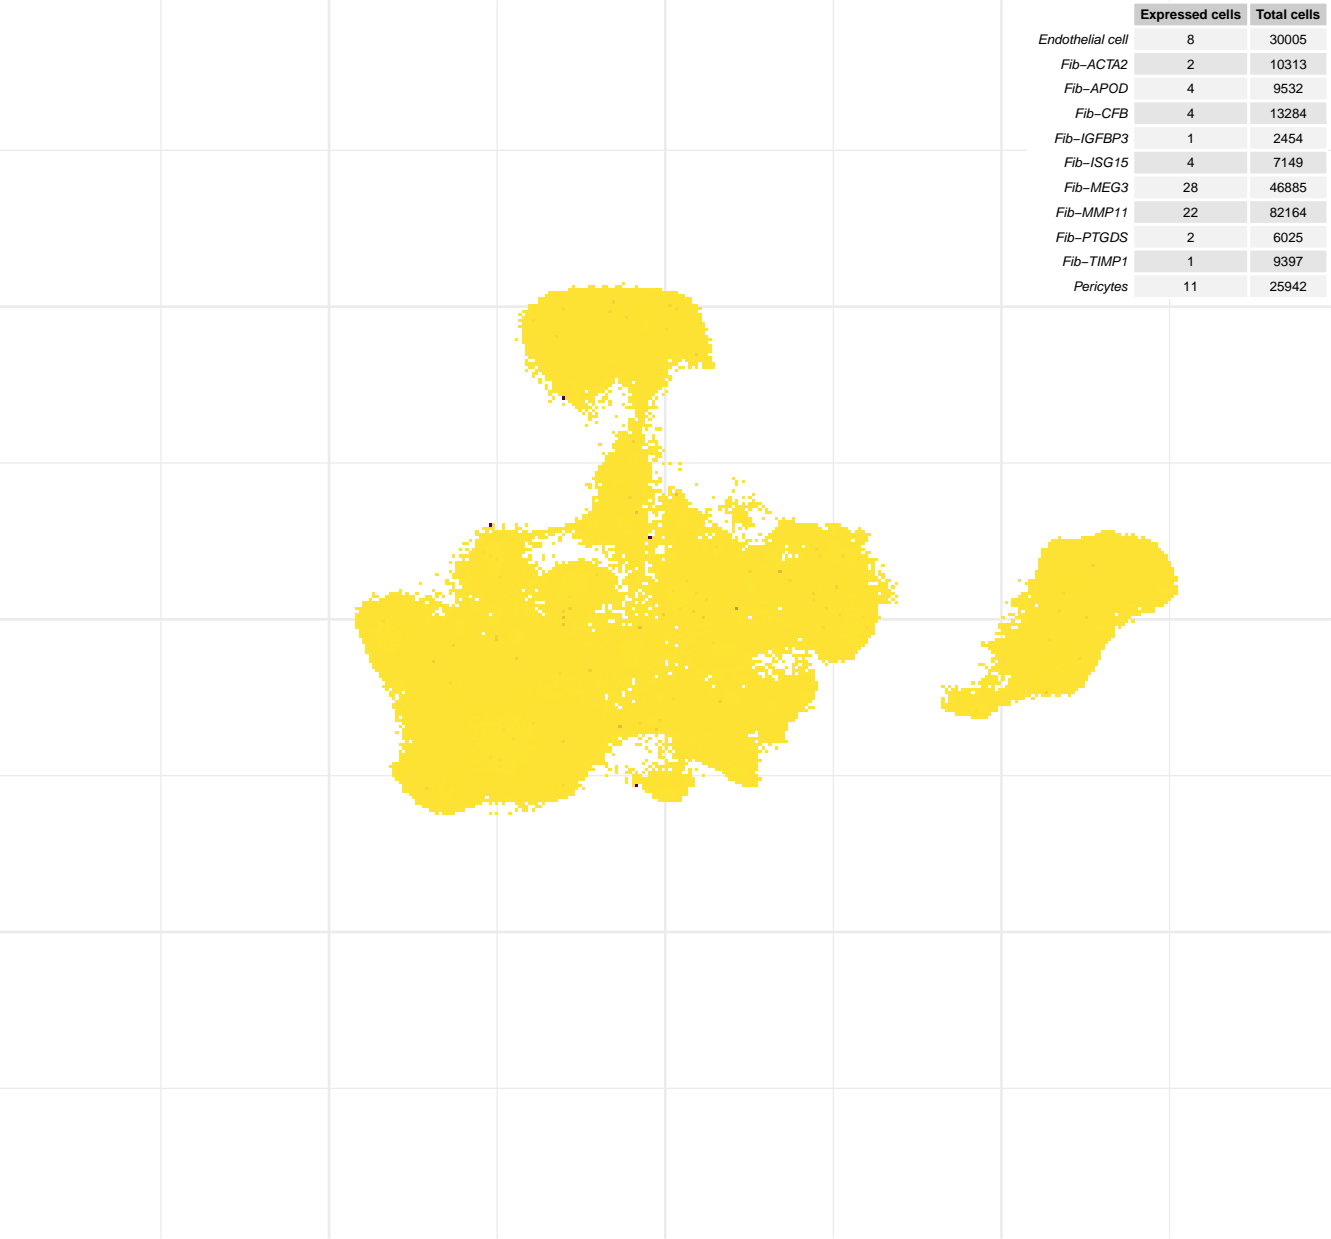 Expressed cells Total cells
Endothelial cell 8 30005
Fib−ACTA2 2 10313
Fib−APOD 4 9532
Fib−CFB 4 13284
Fib−IGFBP3 1 2454
Fib−ISG15 4 7149
Fib−MEG3 28 46885
Fib−MMP11 22 82164
Fib−PTGDS 2 6025
Fib−TIMP1 1 9397
Pericytes 11 25942